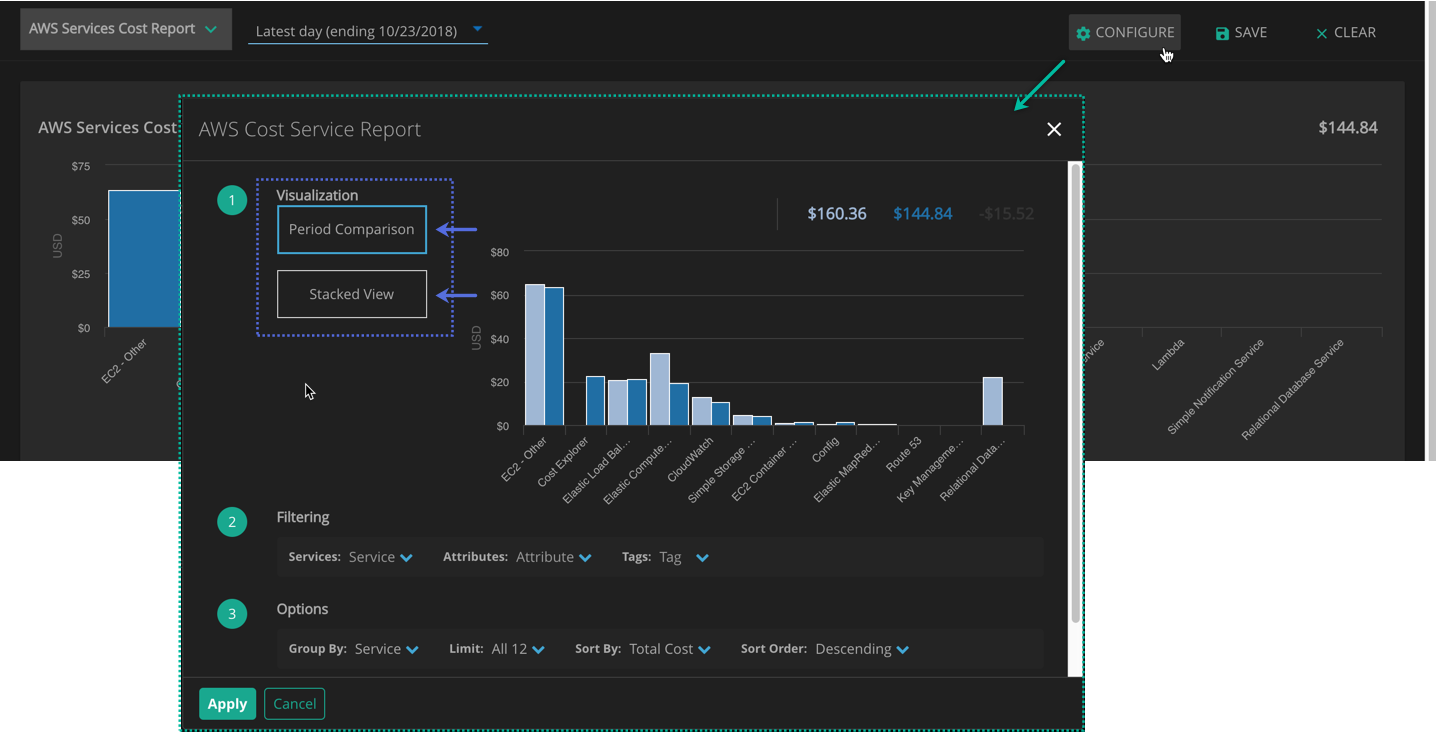 AWS Services Cost Report
Latest day (ending 10/23/2018)
CONFIGURE
SAVE
CLEAR
AWS Services Cost
$144.84
$75
$50
$25
$0
USD
EC2 - Other
Lambda
Simple Notification Service
Relational Database Service
AWS Cost Service Report
1
Visualization
Period Comparison
Stacked View
$160.36 $144.84 -$15.52
$80
$60
$40
$20
$0
USD
EC2 - Other
Cost Explorer
Elastic Load Bal...
Elastic Compute...
CloudWatch
Simple Storage ...
EC2 Container ...
Config
Elastic MapRed...
Route 53
Key Manageme...
Relational Data...
2
Filtering
Services: Service Attributes: Attribute Tags: Tag
3
Options
Group By: Service Limit: All 12 Sort By: Total Cost Sort Order: Descending
Apply
Cancel